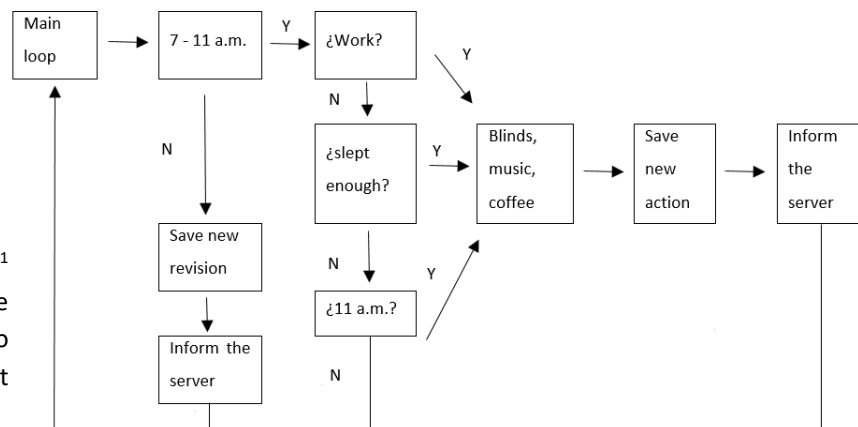 Main
loop
7 - 11 a.m.
Y
¿Work?
Y
N
N
¿slept
enough?
Y
Blinds,
music,
coffee
Save
new
action
Inform
the
server
Save new
revision
N
Y
¿11 a.m.?
Inform the
server
N
1
e
o
t